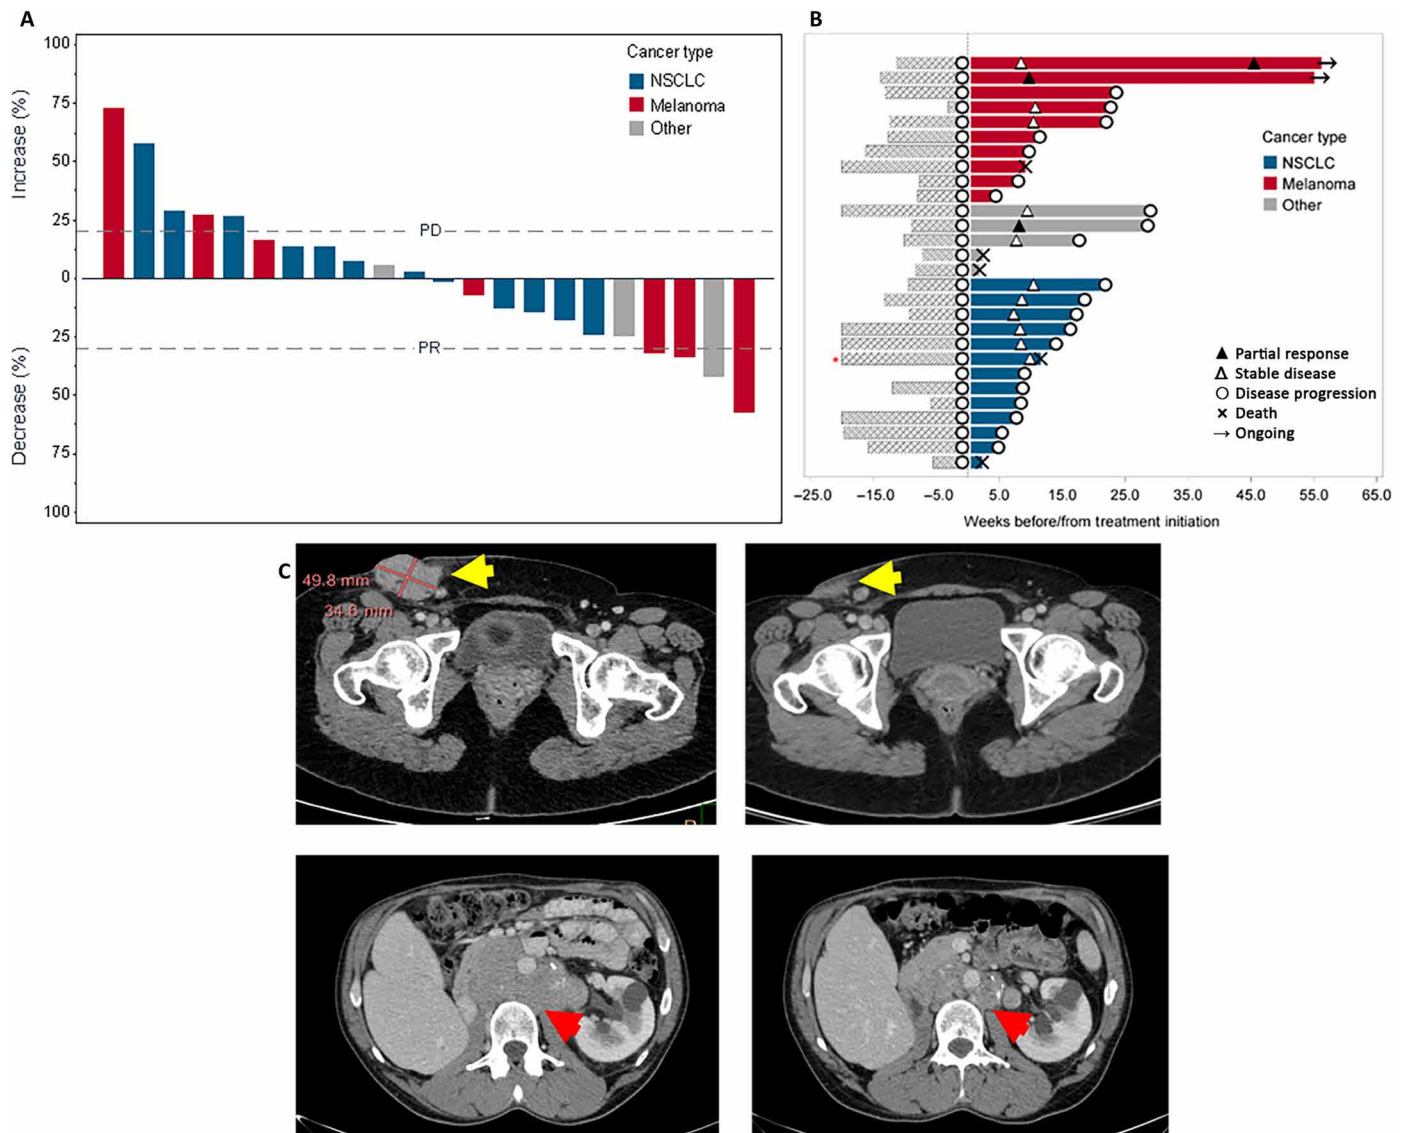 A
100
75
50
25
0
25
50
75
100
Increase (%)
Decrease (%)
Cancer type
NSCLC
Melanoma
Other
PD
PR
B
Cancer type
NSCLC
Melanoma
Other
Partial response
Stable disease
Disease progression
Death
Ongoing
*
−25.0 −15.0 −5.0 5.0 15.0 25.0 35.0 45.0 55.0 65.0
Weeks before/from treatment initiation
C
49.8 mm
34.6 mm